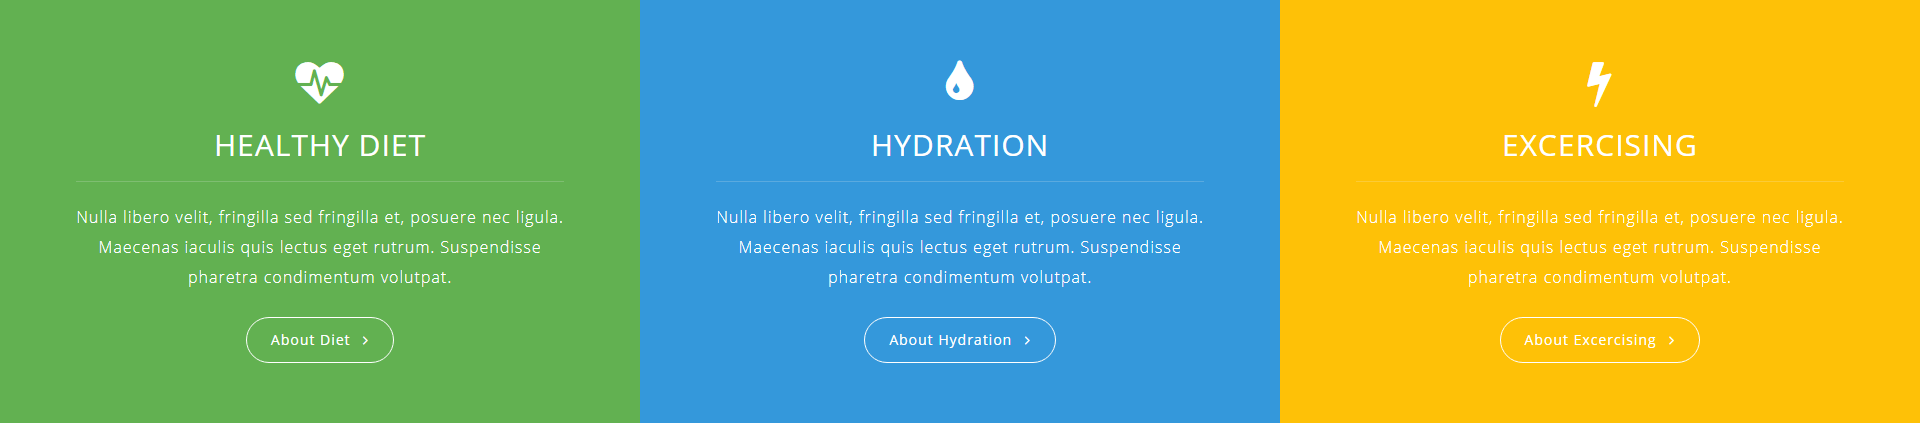 HEALTHY DIET
Nulla libero velit, fringilla sed fringilla et, posuere nec ligula.
Maecenas iaculis quis lectus eget rutrum. Suspendisse
pharetra condimentum volutpat.
About Diet
HYDRATION
Nulla libero velit, fringilla sed fringilla et, posuere nec ligula.
Maecenas iaculis quis lectus eget rutrum. Suspendisse
pharetra condimentum volutpat.
About Hydration
EXCERCISING
Nulla libero velit, fringilla sed fringilla et, posuere nec ligula.
Maecenas iaculis quis lectus eget rutrum. Suspendisse
pharetra condimentum volutpat.
About Excercising